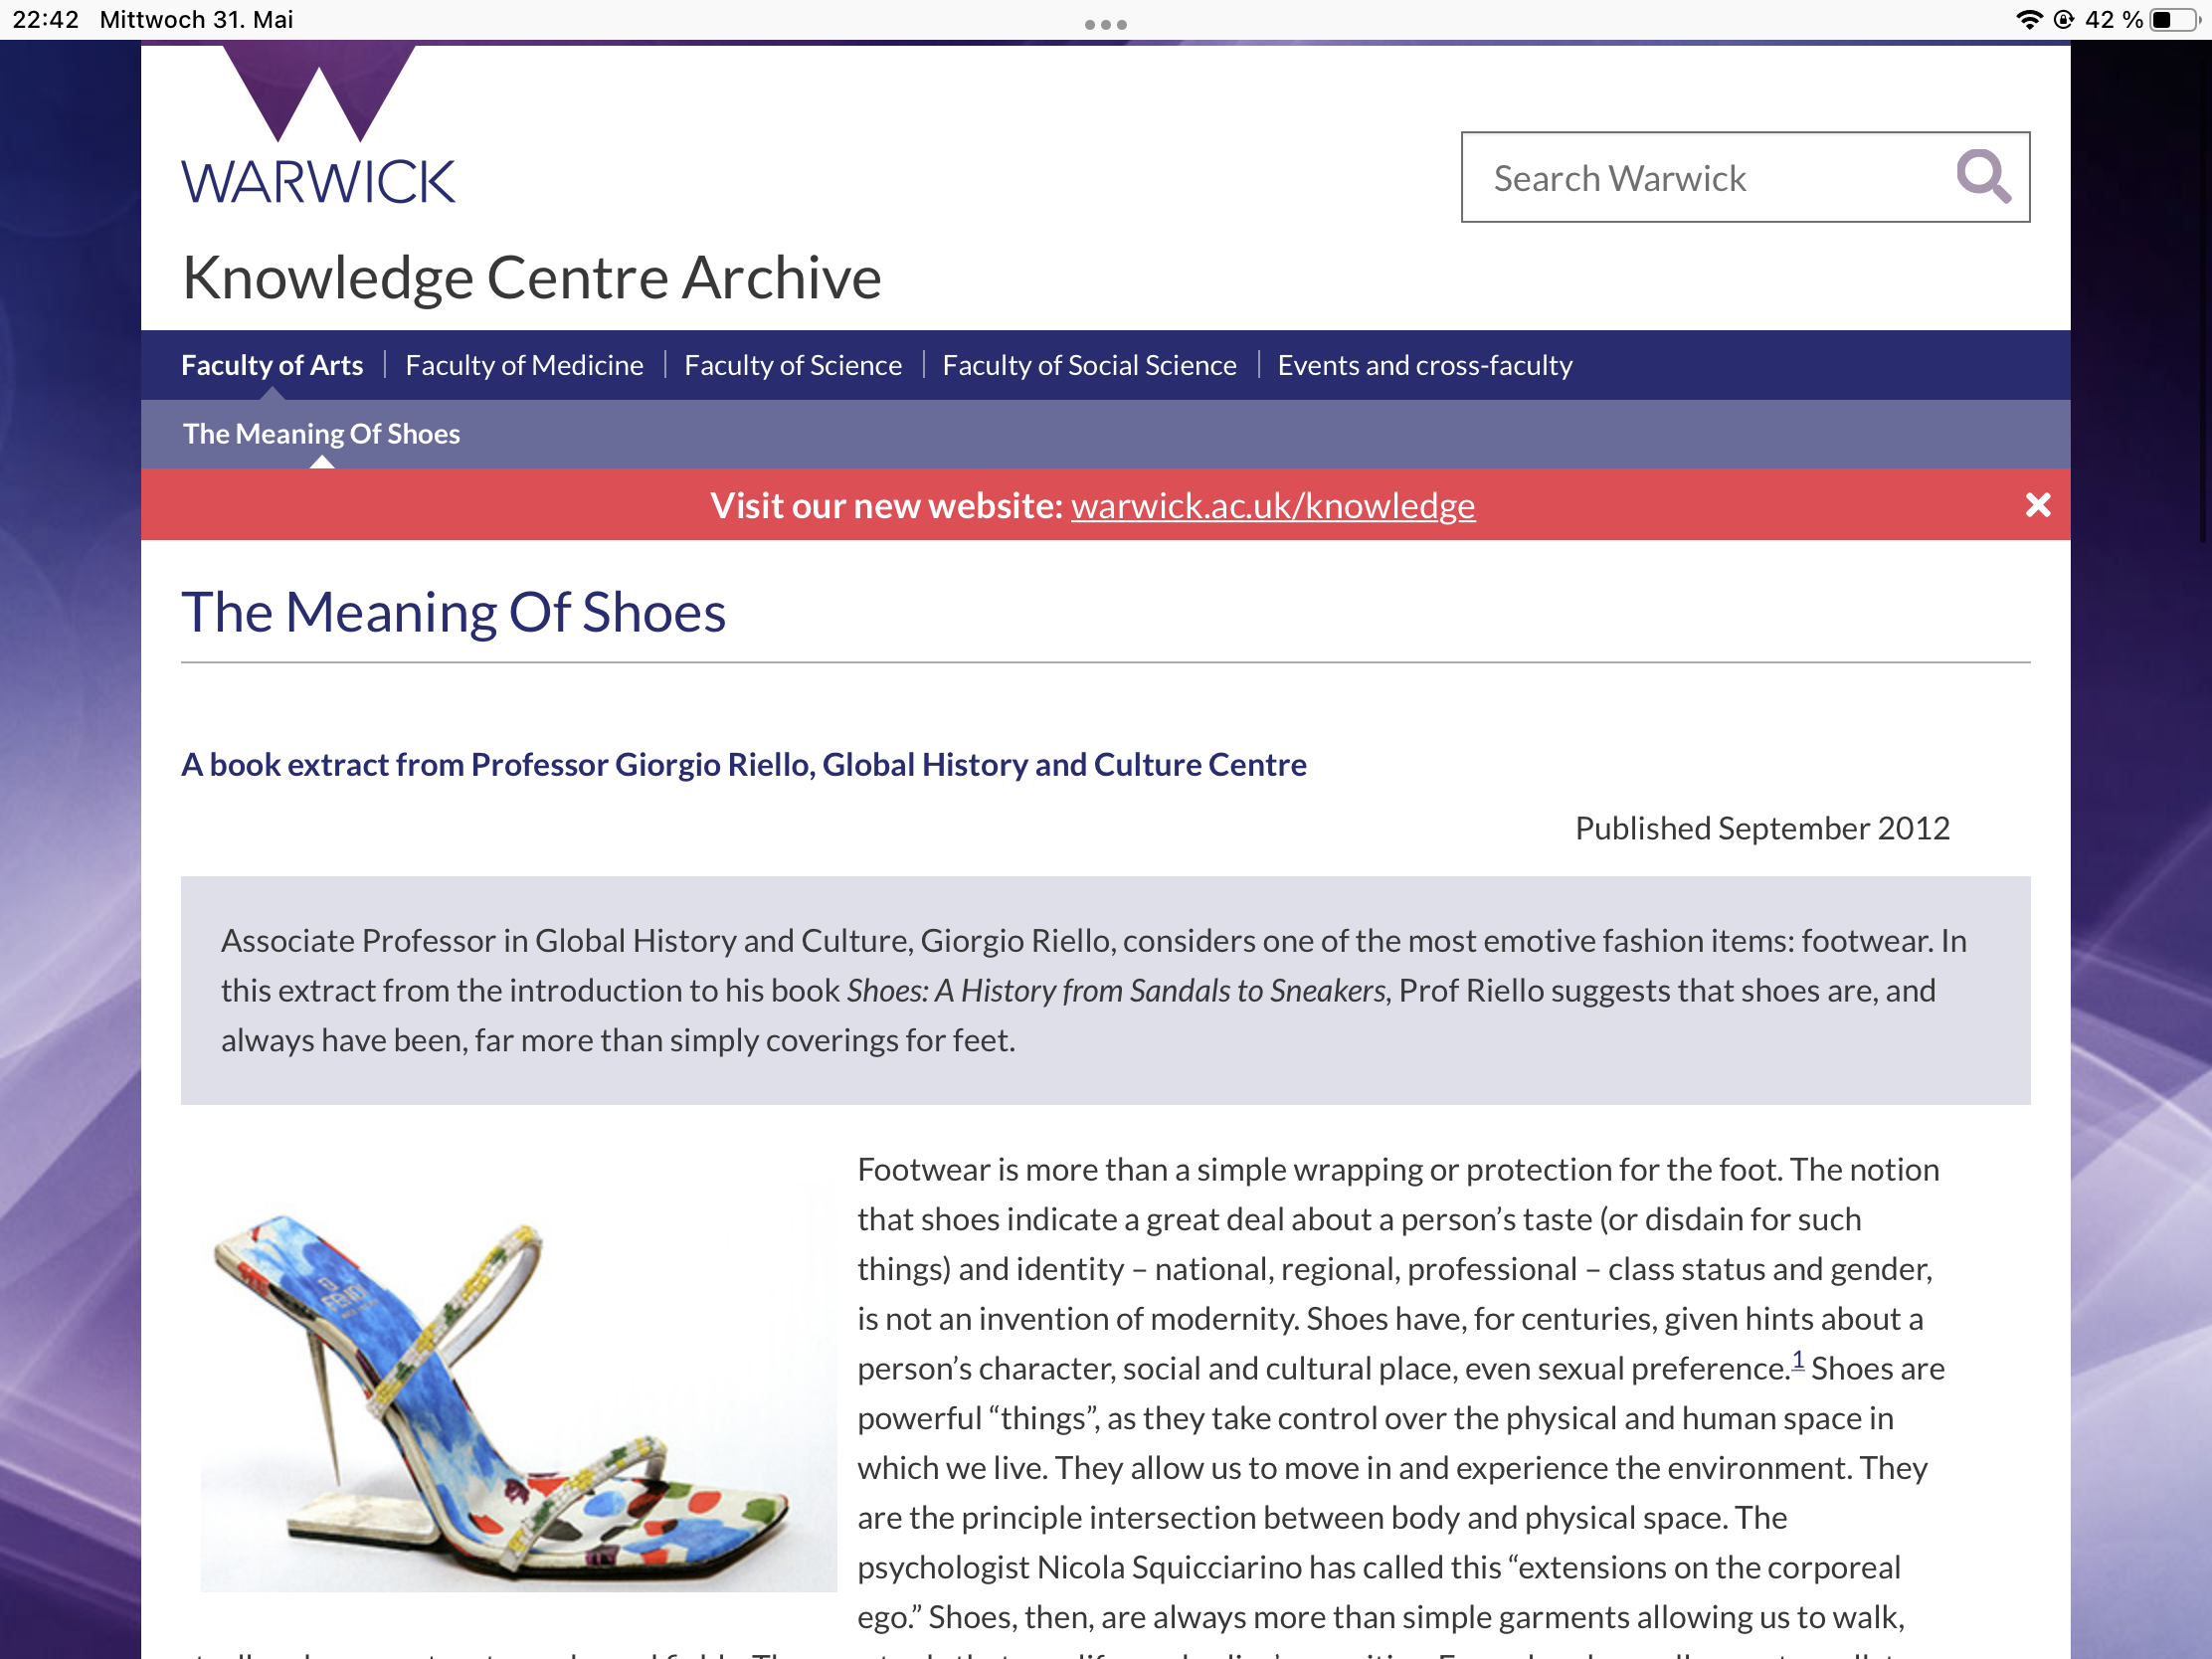 22:42 Mittwoch 31. Mai
42 %
WARWICK
Search Warwick
Knowledge Centre Archive
Faculty of Arts
Faculty of Medicine
Faculty of Science
Faculty of Social Science
Events and cross-faculty
The Meaning Of Shoes
Visit our new website: warwick.ac.uk/knowledge
The Meaning Of Shoes
A book extract from Professor Giorgio Riello, Global History and Culture Centre
Published September 2012
Associate Professor in Global History and Culture, Giorgio Riello, considers one of the most emotive fashion items: footwear. In
this extract from the introduction to his book Shoes: A History from Sandals to Sneakers, Prof Riello suggests that shoes are, and
always have been, far more than simply coverings for feet.
FENDI
Footwear is more than a simple wrapping or protection for the foot. The notion
that shoes indicate a great deal about a person’s taste (or disdain for such
things) and identity – national, regional, professional – class status and gender,
is not an invention of modernity. Shoes have, for centuries, given hints about a
person’s character, social and cultural place, even sexual preference.1 Shoes are
powerful “things”, as they take control over the physical and human space in
which we live. They allow us to move in and experience the environment. They
are the principle intersection between body and physical space. The
psychologist Nicola Squicciarino has called this “extensions on the corporeal
ego.” Shoes, then, are always more than simple garments allowing us to walk,